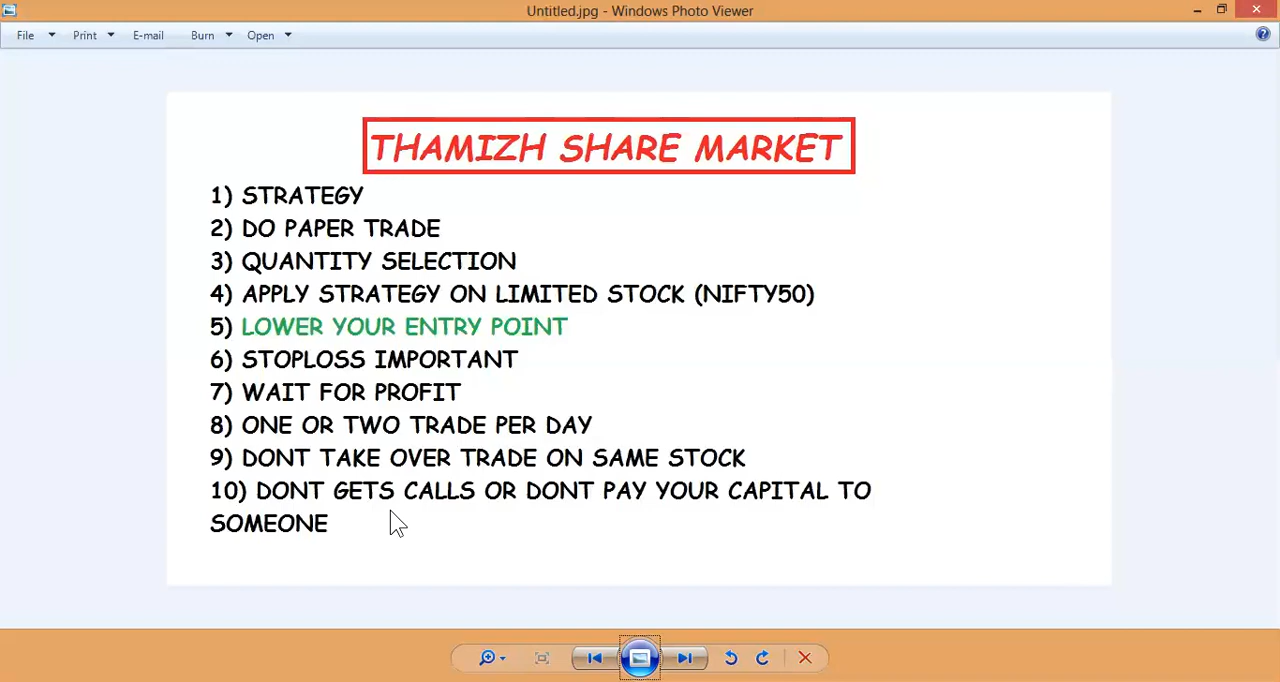 Untitled.jpg - Windows Photo Viewer
File Print E-mail Burn Open
THAMIZH SHARE MARKET
1) STRATEGY
2) DO PAPER TRADE
3) QUANTITY SELECTION
4) APPLY STRATEGY ON LIMITED STOCK (NIFTY50)
5) LOWER YOUR ENTRY POINT
6) STOPLOSS IMPORTANT
7) WAIT FOR PROFIT
8) ONE OR TWO TRADE PER DAY
9) DONT TAKE OVER TRADE ON SAME STOCK
10) DONT GETS CALLS OR DONT PAY YOUR CAPITAL TO
SOMEONE